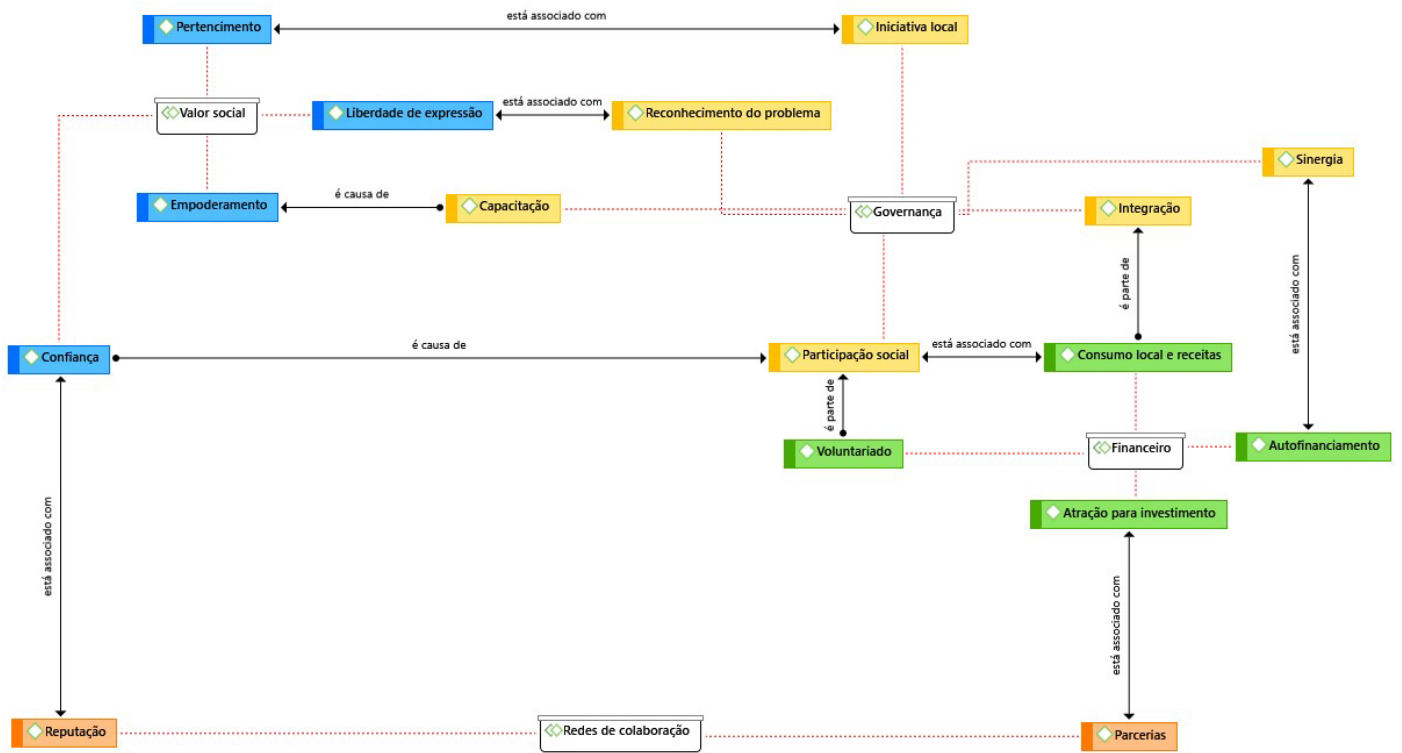 está associado com
Pertencimento
Iniciativa local
Valor social
Liberdade de expressão
está associado com
Reconhecimento do problema
Sinergia
Empoderamento
é causa de
Capacitação
Governança
Integração
é parte de
está associado com
Confiança
é causa de
Participação social
está associado com
Consumo local e receitas
é parte de
Voluntariado
Financeiro
Autofinanciamento
Atração para investimento
está associado com
está associado com
Reputação
Redes de colaboração
Parcerias